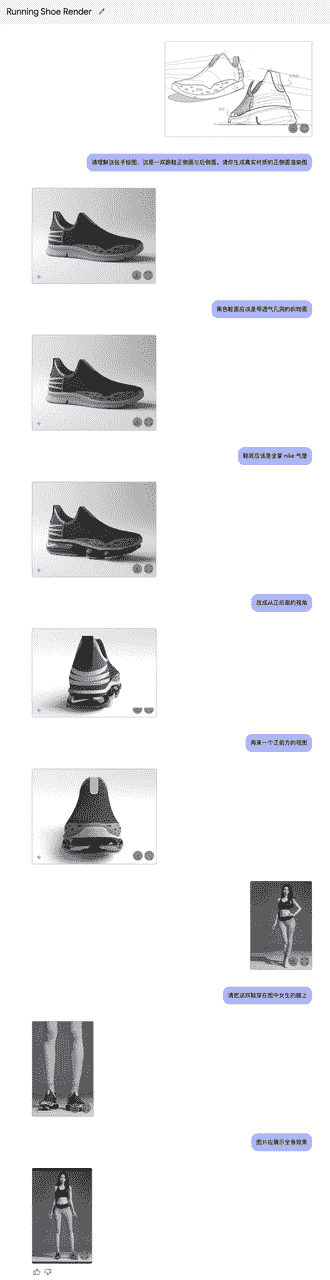 Running Shoe Render
请理解这张手绘图，这是一双跑鞋正侧面与后侧面，请你生成真实材质的正侧面渲染图
黑色鞋面应该是带透气孔洞的织物面
鞋底应该是全掌 nike 气垫
改成从正后面的视角
再来一个正前方的视图
请把这双鞋穿在图中女生的脚上
图片应展示全身效果